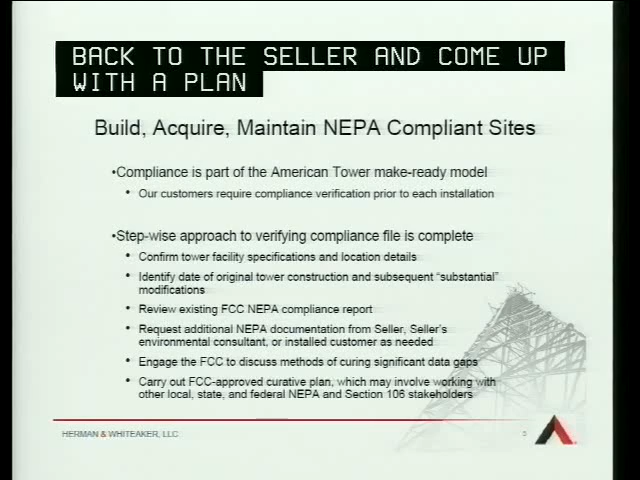 BACK TO THE SELLER AND COME UP
WITH A PLAN
Build, Acquire, Maintain NEPA Compliant Sites
•Compliance is part of the American Tower make-ready model
• Our customers require compliance verification prior to each installation
•Step-wise approach to verifying compliance file is complete
• Confirm tower facility specifications and location details
• Identify date of original tower construction and subsequent “substantial”
modifications
• Review existing FCC NEPA compliance report
• Request additional NEPA documentation from Seller, Seller’s
environmental consultant, or installed customer as needed
• Engage the FCC to discuss methods of curing significant data gaps
• Carry out FCC-approved curative plan, which may involve working with
other local, state, and federal NEPA and Section 106 stakeholders
HERMAN & WHITEAKER, LLC
5